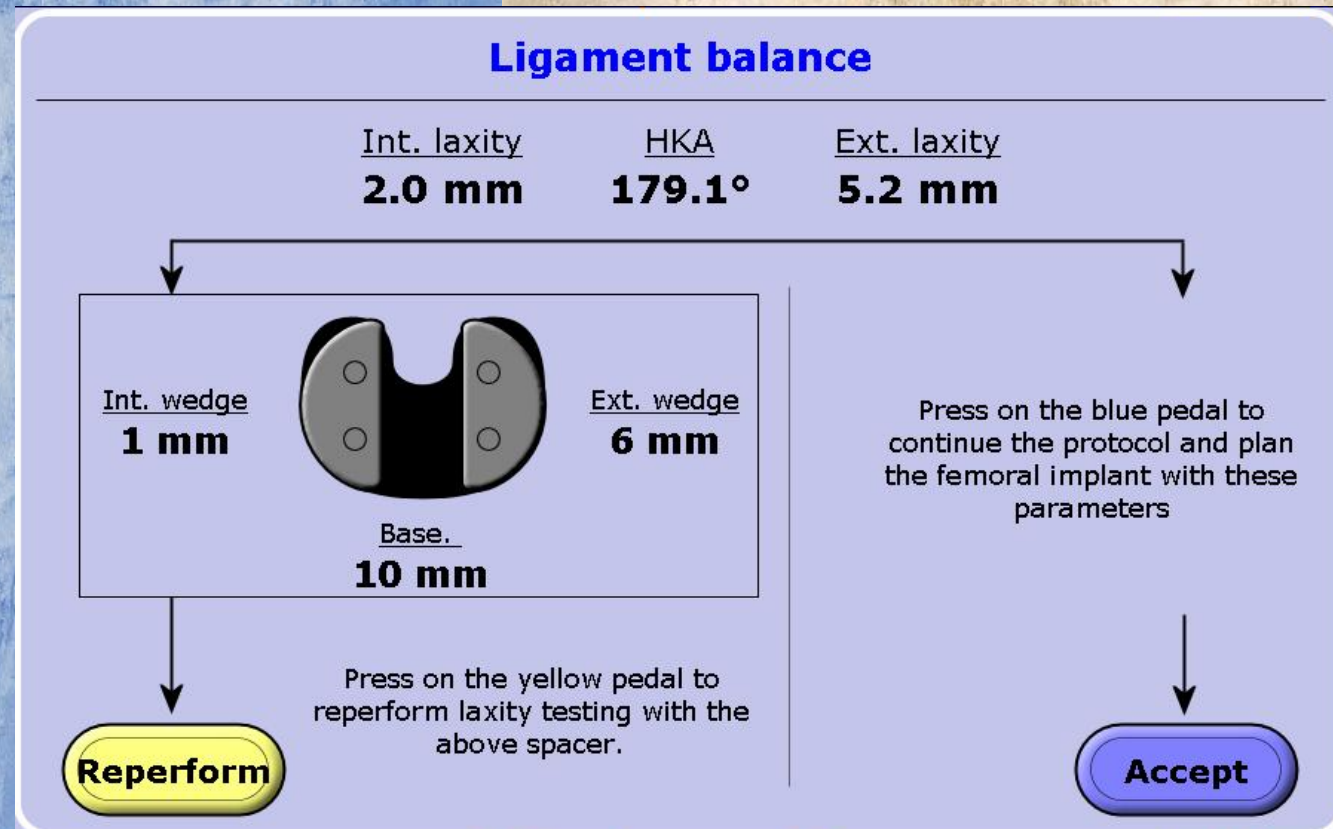 Ligament balance
Int. laxity HKA Ext. laxity
2.0 mm 179.1° 5.2 mm
Int. wedge
1 mm
Ext. wedge
6 mm
Base.
10 mm
Press on the yellow pedal to
reperform laxity testing with the
above spacer.
Reperform
Press on the blue pedal to
continue the protocol and plan
the femoral implant with these
parameters
Accept